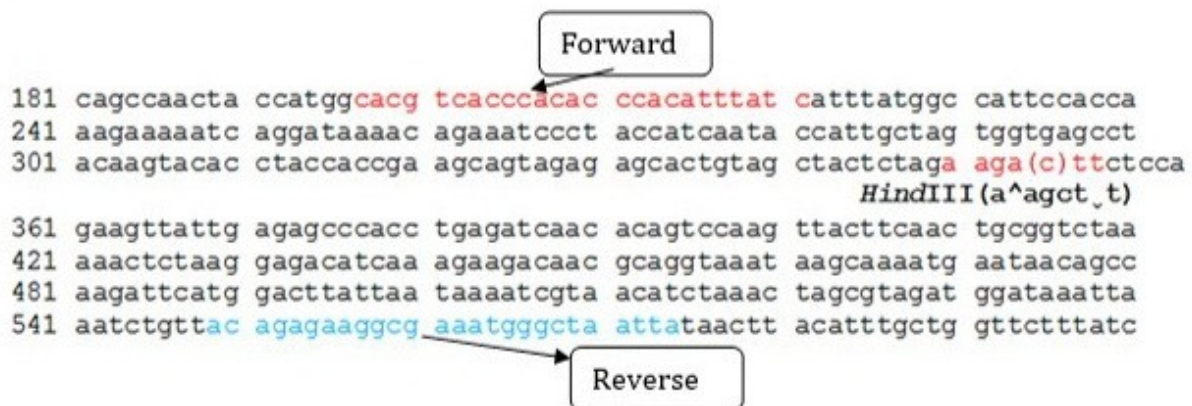 Forward
181 cagccaacta ccatggcacg tcacccacac ccacatttat catttatggc cattccacca
241 aagaaaaatc aggataaaac agaaatccct accatcaata ccattgctag tggtgagcct
301 acaagtacac ctaccaccga agcagtagag agcactgtag ctactctaga aaga(c)ttctcca
HindIII(a^agct˯t)
361 gaagttattg agagcccacc tgagatcaac acagtccaag ttacttcaac tgcggtctaa
421 aaactctaag gagacatcaa agaagacaac gcaggtaaat aagcaaaatg aataacagcc
481 aagattcatg gacttattaa taaaatcgta acatctaaac tagcgtagat ggataaatta
541 aatctgttac agagaaggcg aaatgggcta attataactt acatttgctg gttctttatc
Reverse